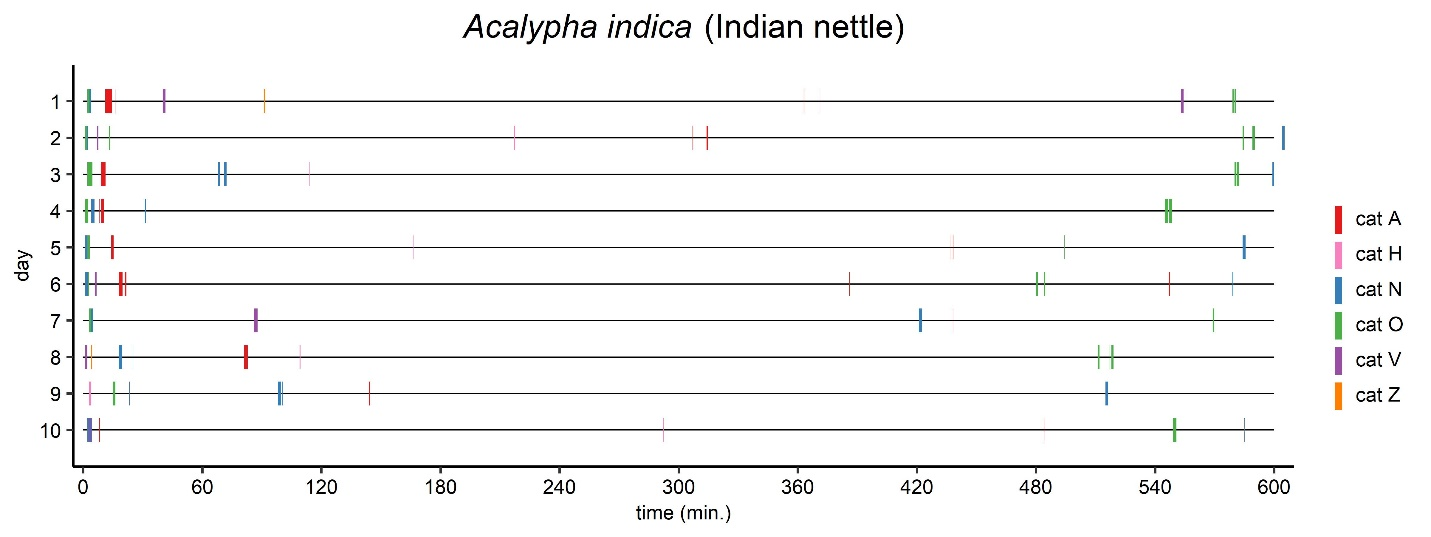 Acalypha indica (Indian nettle)
day
1
2
3
4
5
6
7
8
9
10
0 60 120 180 240 300 360 420 480 540 600
time (min.)
cat A
cat H
cat N
cat O
cat V
cat Z